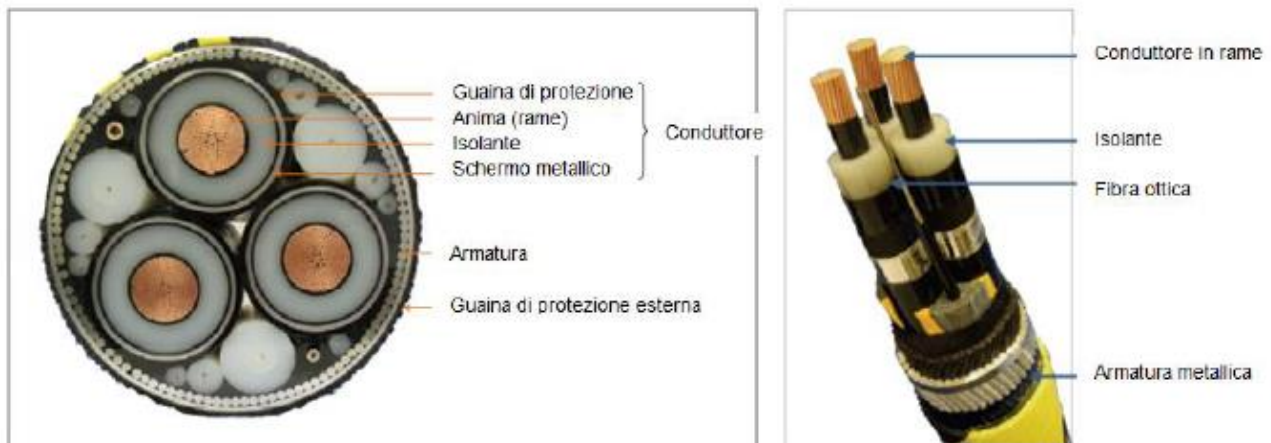 Guaina di protezione
Anima (rame)
Isolante
Schermo metallico
Conduttore
Armatura
Guaina di protezione esterna
Conduttore in rame
Isolante
Fibra ottica
Armatura metallica